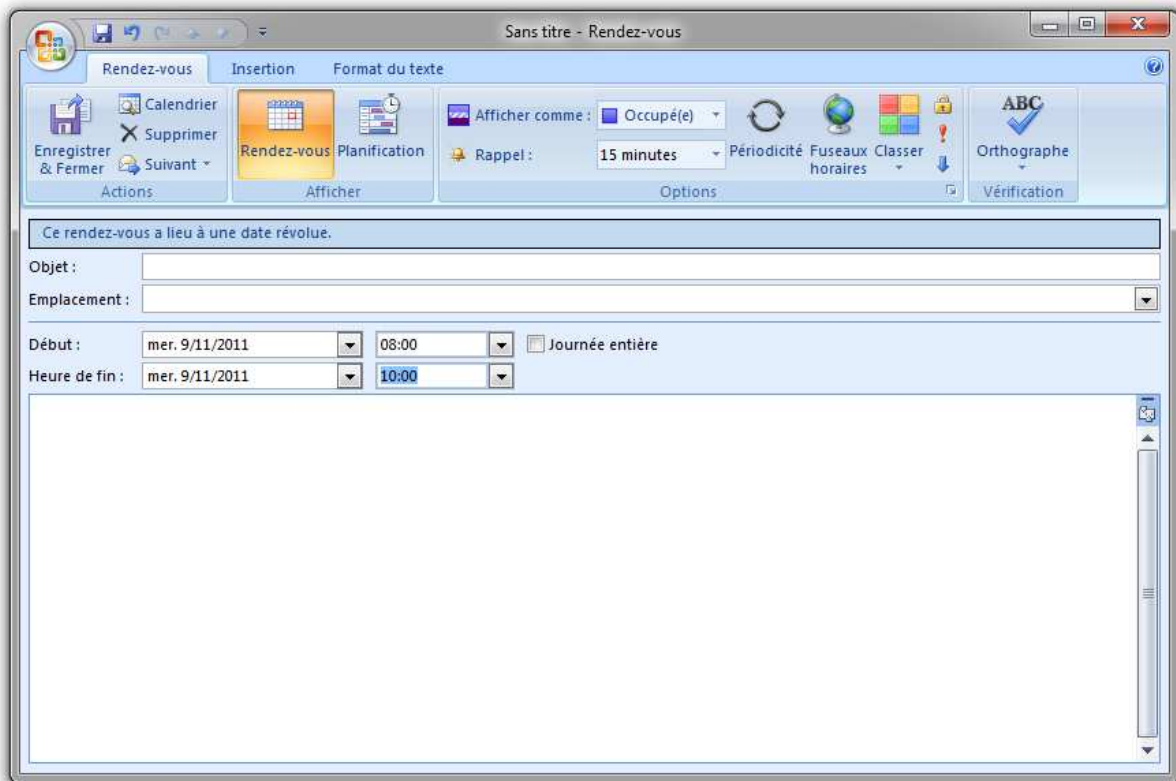 Sans titre - Rendez-vous
Rendez-vous Insertion Format du texte
Enregistrer & Fermer
Calendrier
Supprimer
Suivant
Actions
Rendez-vous
Planification
Afficher
Afficher comme : Occupé(e)
Rappel : 15 minutes
Périodicité
Fuseaux horaires
Classer
Options
ABC
Orthographe
Vérification
Ce rendez-vous a lieu à une date révolue.
Objet :
Emplacement :
Début : mer. 9/11/2011 08:00 Journée entière
Heure de fin : mer. 9/11/2011 10:00